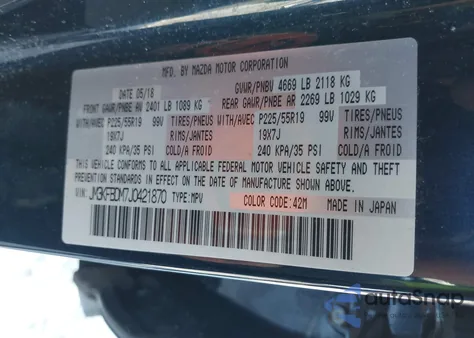 MFD. BY MAZDA MOTOR CORPORATION
DATE 05/18
GVWR/PNBV 4669 LB 2118 KG
FRONT GAWR/PNBE AV 2401 LB 1089 KG
REAR GAWR/PNBE AR 2269 LB 1029 KG
WITH/AVEC P225/55R19 99V TIRES/PNEUS
WITH/AVEC P225/55R19 99V TIRES/PNEUS
19X7J RIMS/JANTES
19X7J RIMS/JANTES
240 KPA/35 PSI COLD/A FROID
240 KPA/35 PSI COLD/A FROID
THIS VEHICLE CONFORMS TO ALL APPLICABLE FEDERAL MOTOR VEHICLE SAFETY AND THEFT
PREVENTION STANDARDS IN EFFECT ON THE DATE OF MANUFACTURE SHOWN ABOVE.
VIN: JM3KFBDM7J0421870 TYPE: MPV
COLOR CODE: 42M
MADE IN JAPAN
autoSnap